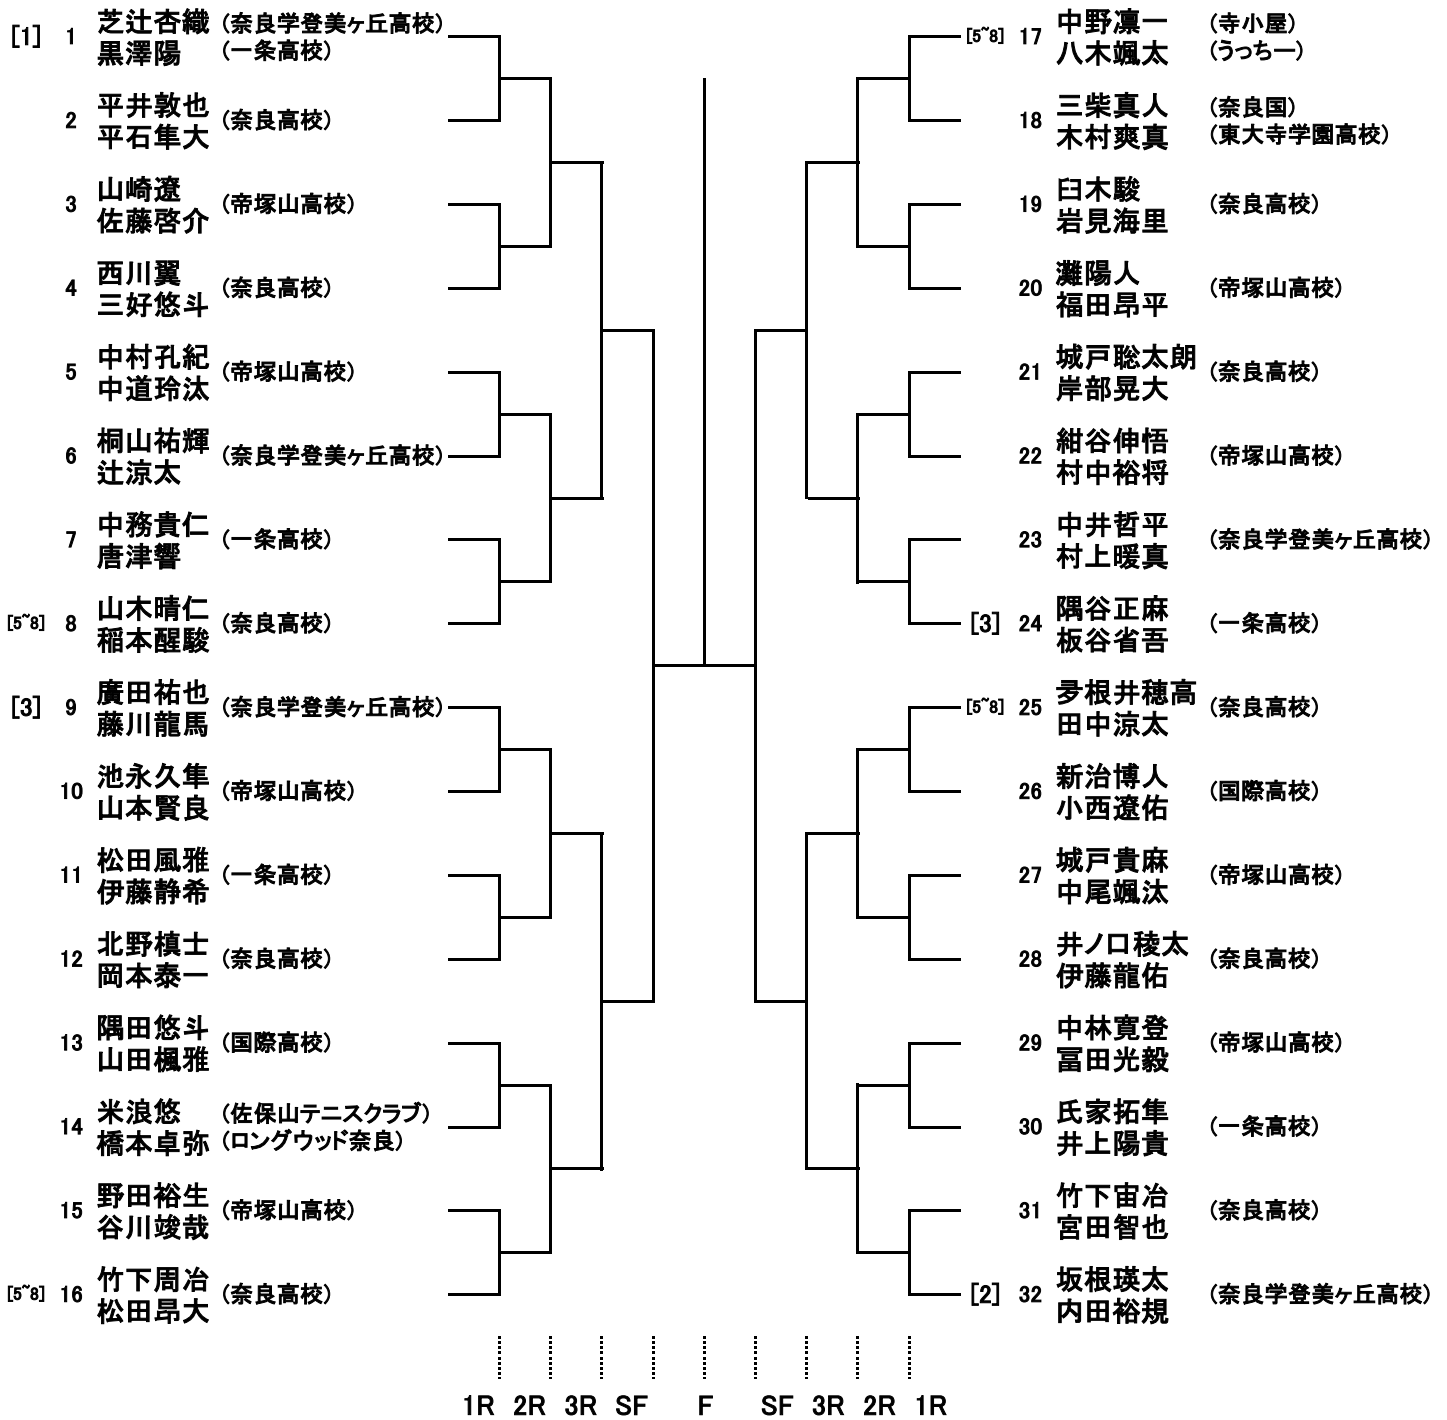 [1] 1 芝辻杏織 (奈良学登美ヶ丘高校)
黒澤陽 (一条高校)
2 平井敦也 (奈良高校)
平石隼大
3 山崎遼 (帝塚山高校)
佐藤啓介
4 西川翼 (奈良高校)
三好悠斗
5 中村孔紀 (帝塚山高校)
中道玲汰
6 桐山祐輝 (奈良学登美ヶ丘高校)
辻涼太
7 中務貴仁 (一条高校)
唐津響
[5~8] 8 山木晴仁 (奈良高校)
稲本醒駿
[3] 9 廣田祐也 (奈良学登美ヶ丘高校)
藤川龍馬
10 池永久隼 (帝塚山高校)
山本賢良
11 松田風雅 (一条高校)
伊藤静希
12 北野槙士 (奈良高校)
岡本泰一
13 隅田悠斗 (国際高校)
山田楓雅
14 米浪悠 (佐保山テニスクラブ)
橋本卓弥 (ロングウッド奈良)
15 野田裕生 (帝塚山高校)
谷川竣哉
[5~8] 16 竹下周冶 (奈良高校)
松田昂大
[5~8] 17 中野凛一 (寺小屋)
八木颯太 (うっちー)
18 三柴真人 (奈良国)
木村爽真 (東大寺学園高校)
19 臼木駿 (奈良高校)
岩見海里
20 灘陽人 (帝塚山高校)
福田昂平
21 城戸聡太朗 (奈良高校)
岸部晃大
22 紺谷伸悟 (帝塚山高校)
村中裕将
23 中井哲平 (奈良学登美ヶ丘高校)
村上暖真
[3] 24 隅谷正麻 (一条高校)
板谷省吾
[5~8] 25 夛根井穂高 (奈良高校)
田中涼太
26 新治博人 (国際高校)
小西遼佑
27 城戸貴麻 (帝塚山高校)
中尾颯汰
28 井ノ口稜太 (奈良高校)
伊藤龍佑
29 中林寛登 (帝塚山高校)
冨田光毅
30 氏家拓隼 (一条高校)
井上陽貴
31 竹下宙冶 (奈良高校)
宮田智也
[2] 32 坂根瑛太 (奈良学登美ヶ丘高校)
内田裕規
1R 2R 3R SF F SF 3R 2R 1R